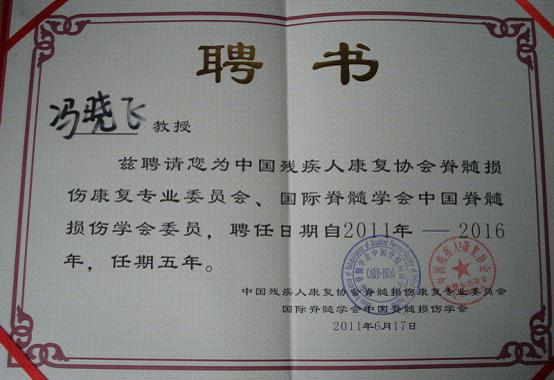 聘书
冯晓飞 教授
兹聘请您为中国残疾人康复协会脊髓损
伤康复专业委员会、国际脊髓学会中国脊髓
损伤学会委员，聘任日期自2011年 — 2016
年，任期五年。
中国残疾人康复协会脊髓损伤康复专业委员会
国际脊髓学会中国脊髓损伤学会
2011年6月17日